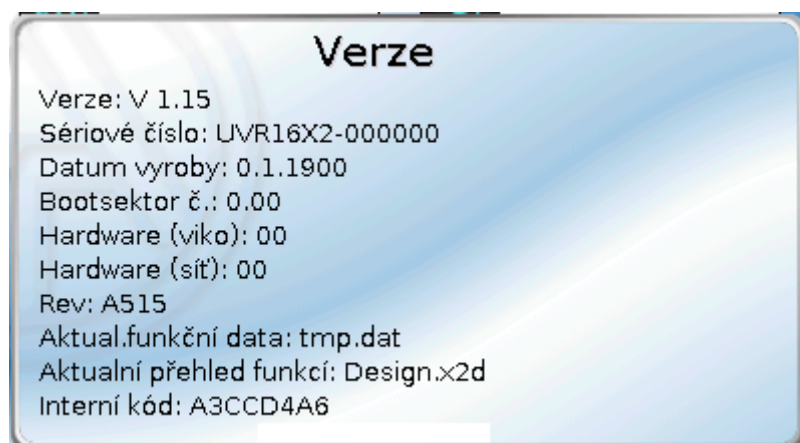 Verze
Verze: V 1.15
Sériové číslo: UVR16X2-000000
Datum vyroby: 0.1.1900
Bootsektor č.: 0.00
Hardware (viko): 00
Hardware (síť): 00
Rev: A515
Aktual.funkční data: tmp.dat
Aktualní přehled funkcí: Design.x2d
Interní kód: A3CCD4A6